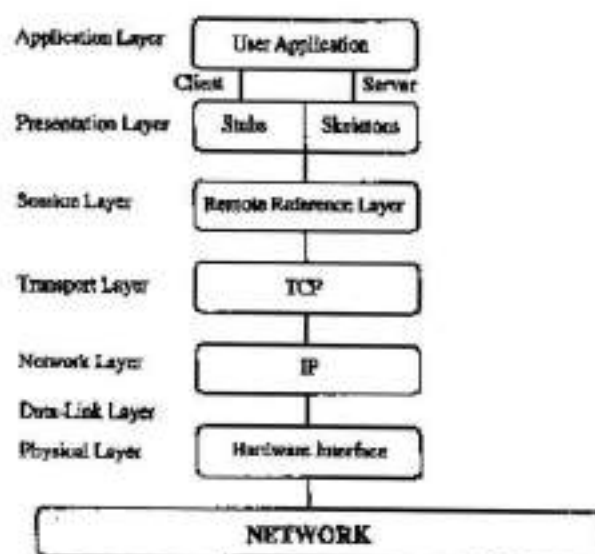 Application Layer
User Application
Client
Server
Presentation Layer
Stubs
Skeletons
Session Layer
Remote Reference Layer
Transport Layer
TCP
Network Layer
IP
Data-Link Layer
Physical Layer
Hardware Interface
NETWORK